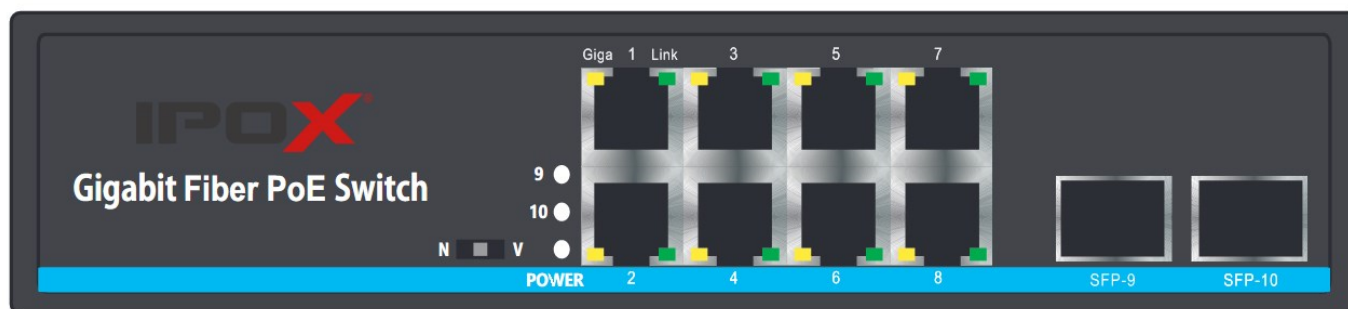 Giga 1 Link 3 5 7
IPOX®
Gigabit Fiber PoE Switch
9
10
N V
POWER 2 4 6 8 SFP-9 SFP-10